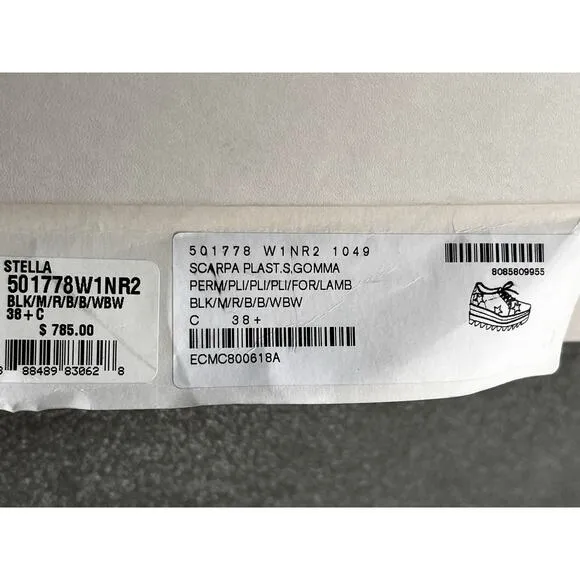 STELLA
501778W1NR2
BLK/M/R/B/B/WBW
38+C
$ 785.00
88489 83062 8
501778 W1NR2 1049
SCARPA PLAST.S,GOMMA
PERM/PLI/PLI/PLI/FOR/LAMB
BLK/M/R/B/B/WBW
C 38+
ECMC800618A
8085809955